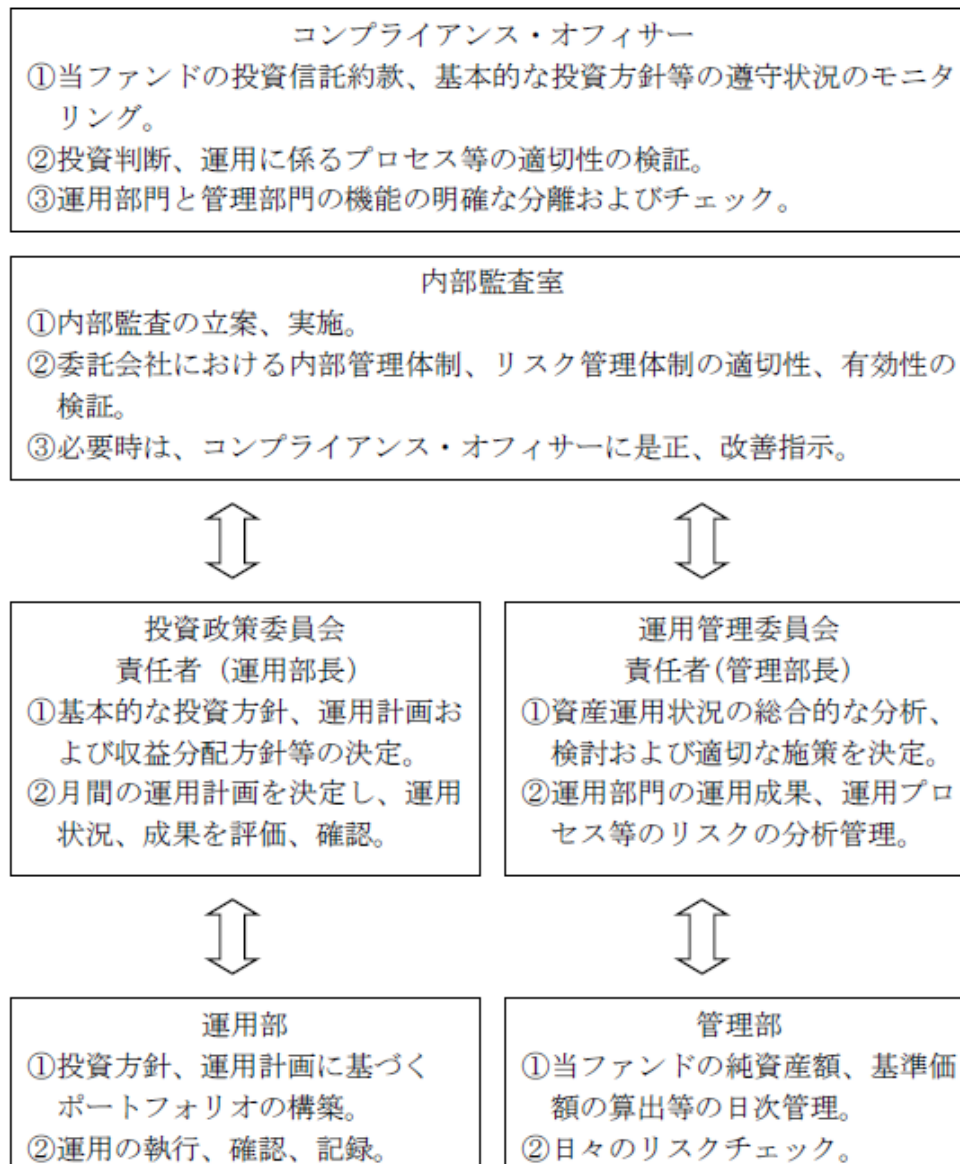 コンプライアンス・オフィサー
①当ファンドの投資信託約款、基本的な投資方針等の遵守状況のモニタ
リング。
②投資判断、運用に係るプロセス等の適切性の検証。
③運用部門と管理部門の機能の明確な分離およびチェック。
内部監査室
①内部監査の立案、実施。
②委託会社における内部管理体制、リスク管理体制の適切性、有効性の
検証。
③必要時は、コンプライアンス・オフィサーに是正、改善指示。
投資政策委員会
責任者（運用部長）
①基本的な投資方針、運用計画お
よび収益分配方針等の決定。
②月間の運用計画を決定し、運用
状況、成果を評価、確認。
運用管理委員会
責任者(管理部長)
①資産運用状況の総合的な分析、
検討および適切な施策を決定。
②運用部門の運用成果、運用プロ
セス等のリスクの分析管理。
運用部
①投資方針、運用計画に基づく
ポートフォリオの構築。
②運用の執行、確認、記録。
管理部
①当ファンドの純資産額、基準価
額の算出等の日次管理。
②日々のリスクチェック。